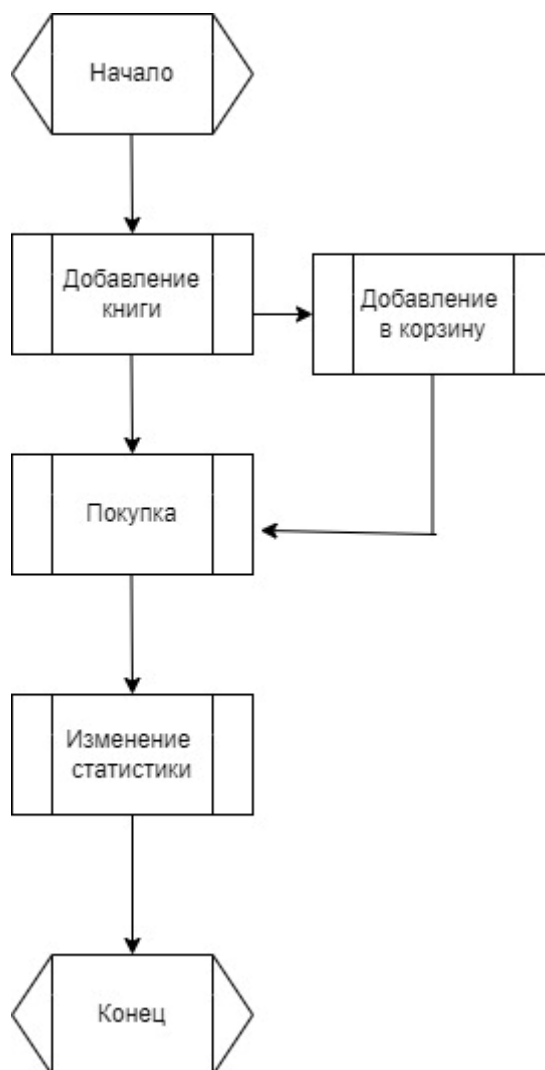 Начало
Добавление
книги
Добавление
в корзину
Покупка
Изменение
статистики
Конец